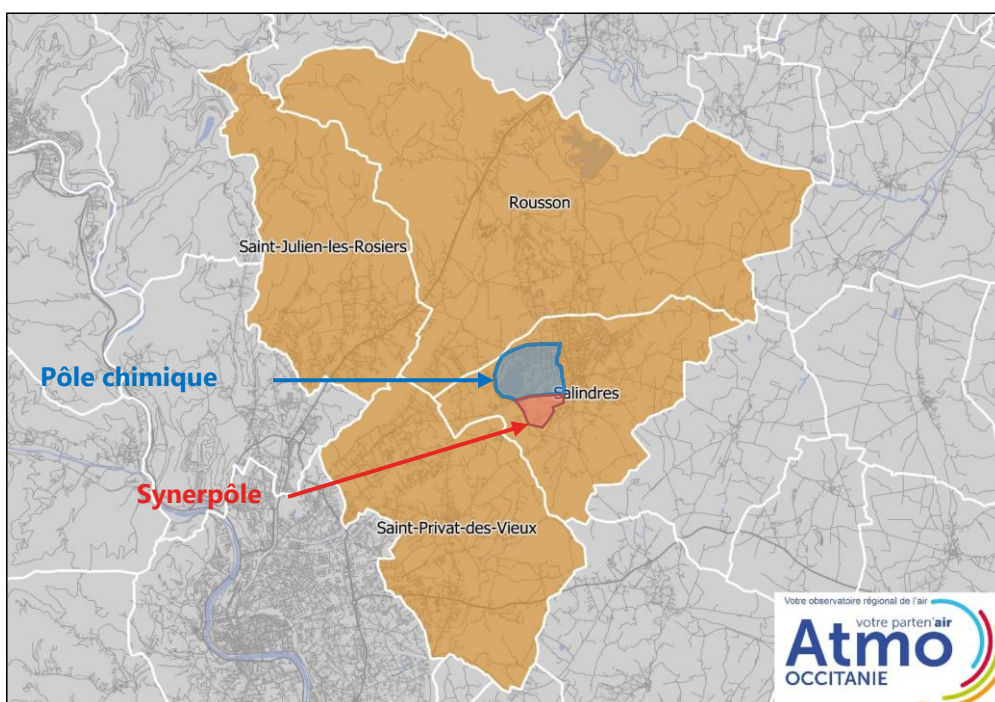 Rousson
Saint-Julien-les-Rosiers
Pôle chimique
Salindres
Synerpôle
Saint-Privat-des-Vieux
Votre observatoire régional de l'air
votre parten'air
Atmo
OCCITANIE